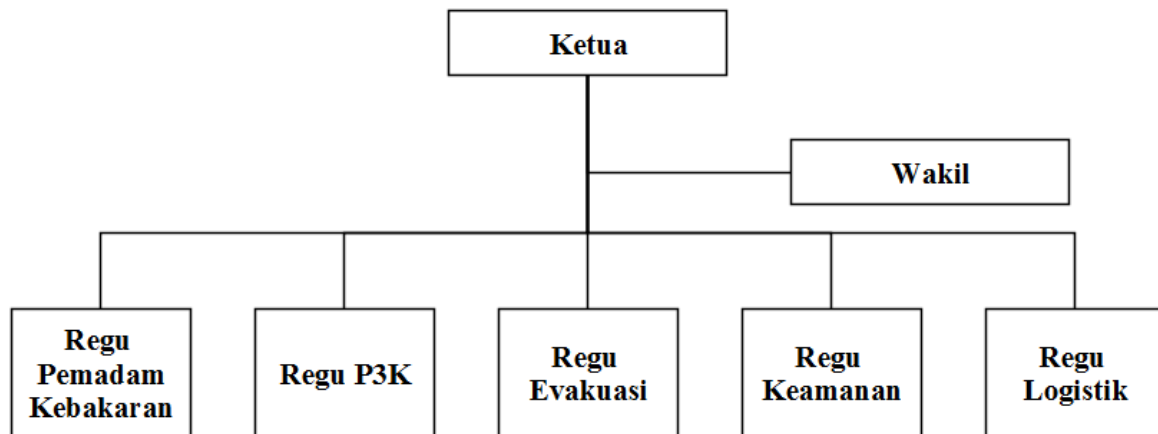 Ketua
Wakil
Regu
Pemadam
Kebakaran
Regu P3K
Regu
Evakuasi
Regu
Keamanan
Regu
Logistik